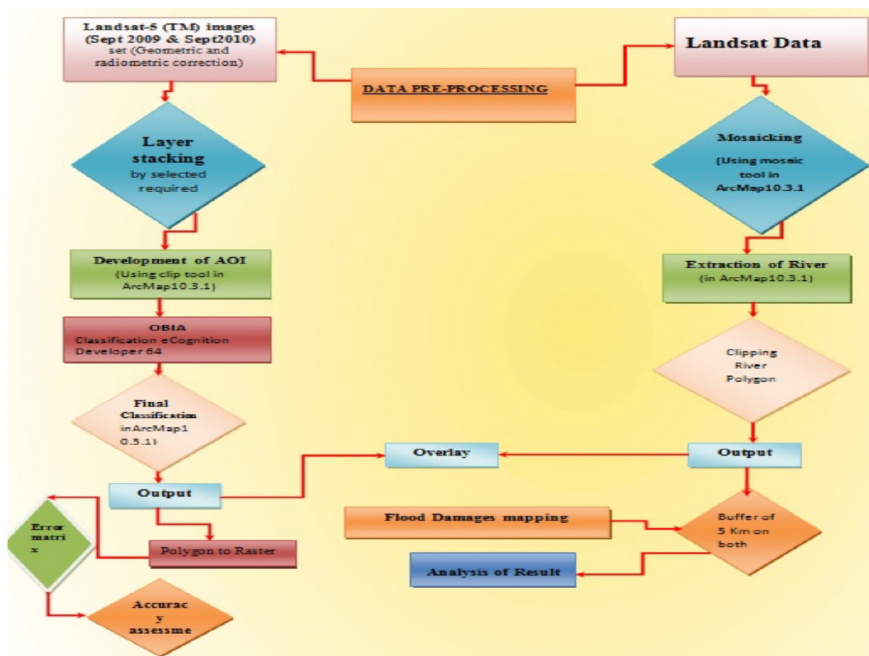 Landsat-5 (TM) images
(Sept 2009 & Sept2010)
set (Geometric and
radiometric correction)
DATA PRE-PROCESSING
Landsat Data
Layer
stacking
by selected
required
Mosaicking
(Using mosaic
tool in
ArcMap10.3.1
Development of AOI
(Using clip tool in
ArcMap10.3.1)
Extraction of River
(in ArcMap10.3.1)
OBIA
Classification eCognition
Developer 64
Clipping
River
Polygon
Final
Classification
inArcMap1
0.3.1)
Overlay
Output
Output
Flood Damages mapping
Buffer of
5 Km on
both
Error
matri
x
Polygon to Raster
Analysis of Result
Accurac
y
assessme